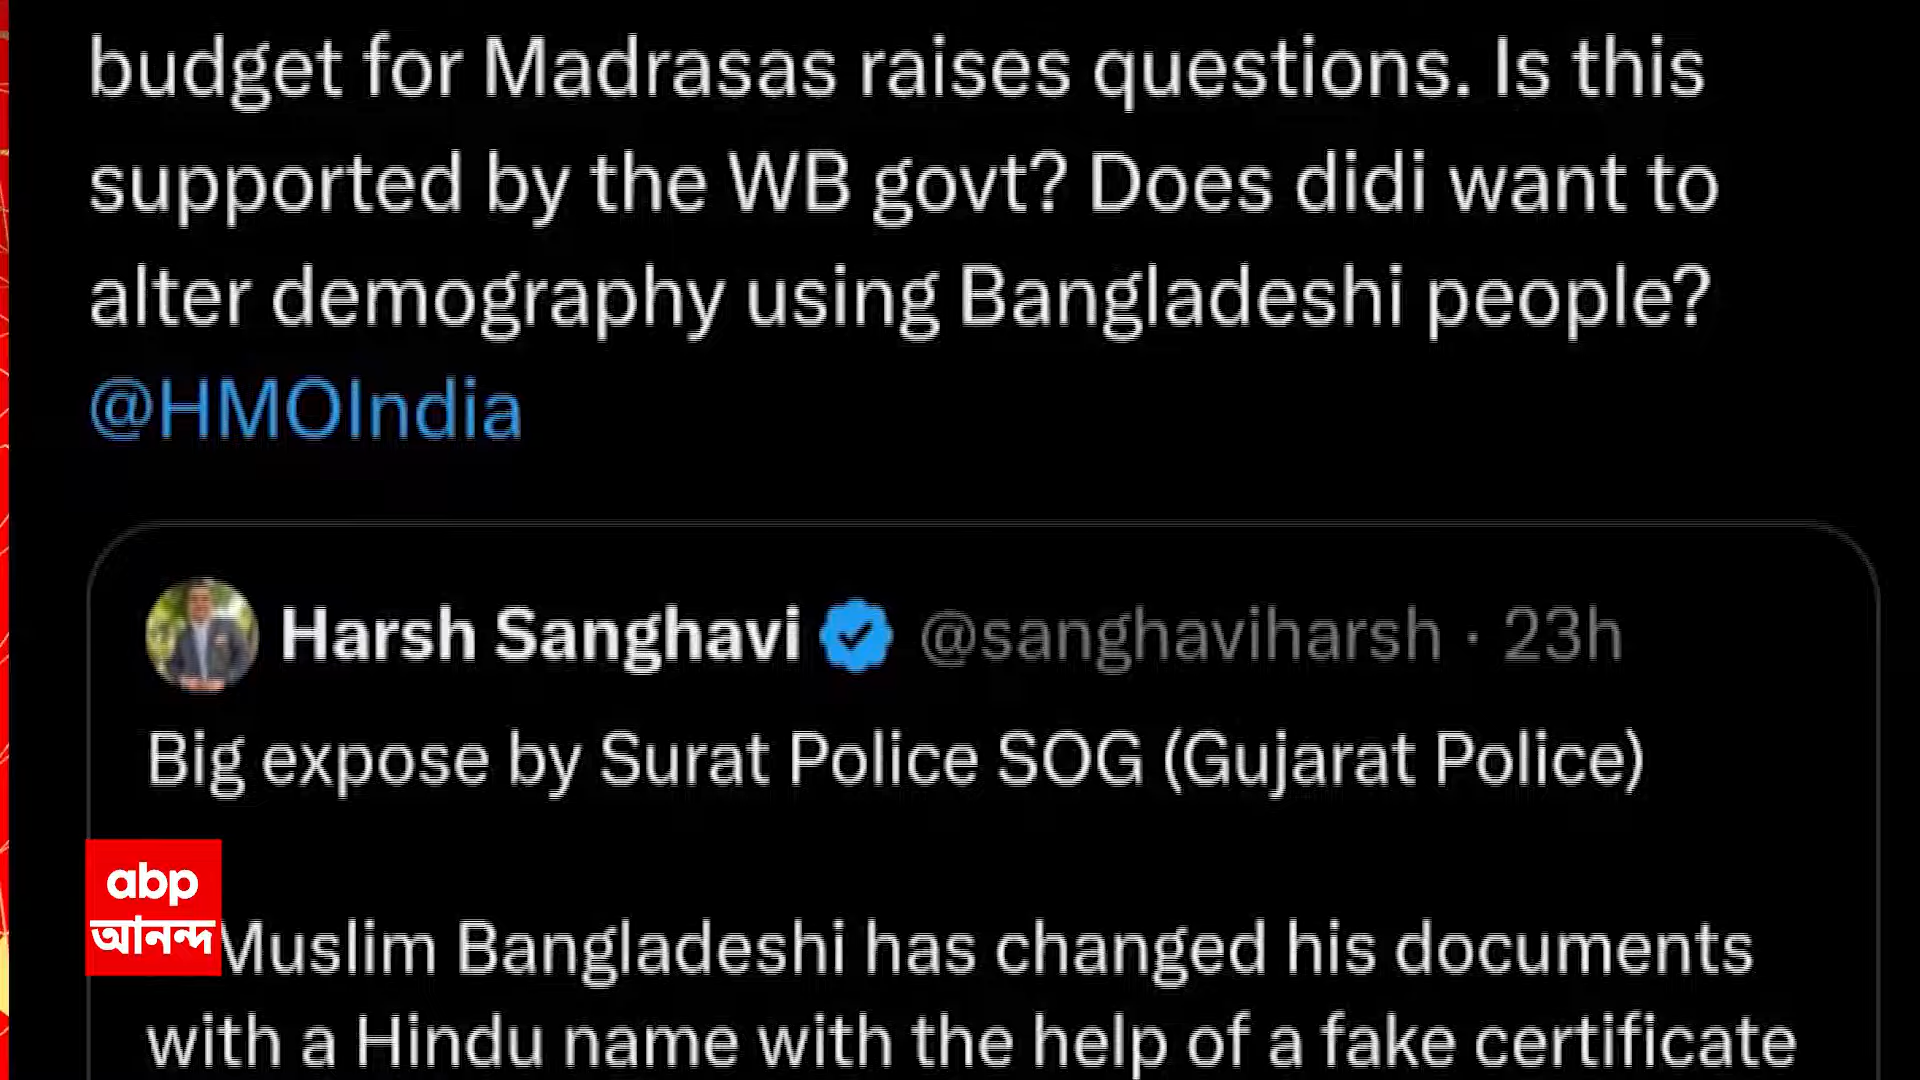 budget for Madrasas raises questions. Is this
supported by the WB govt? Does didi want to
alter demography using Bangladeshi people?
@HMOIndia
Harsh Sanghavi @sanghaviharsh · 23h
Big expose by Surat Police SOG (Gujarat Police)
abp
আনন্দ
Muslim Bangladeshi has changed his documents
with a Hindu name with the help of a fake certificate